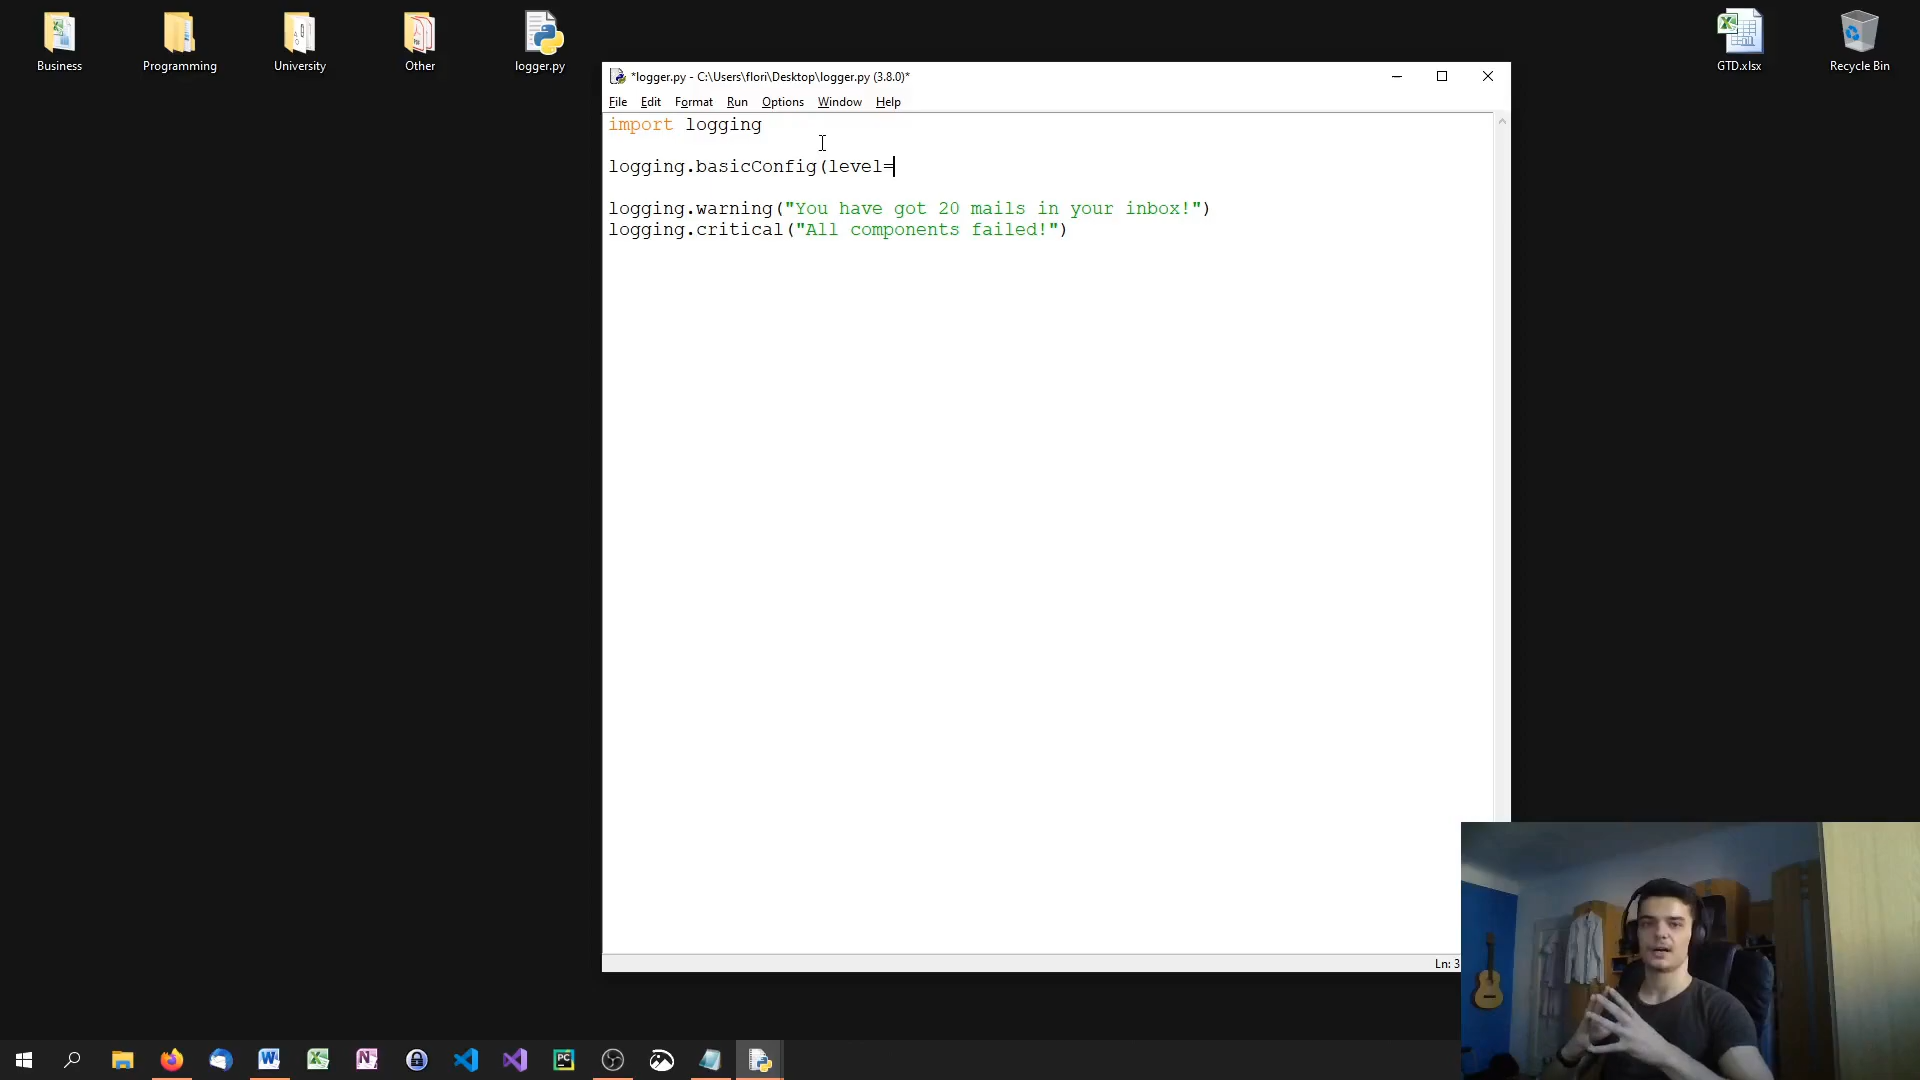 Business
Programming
University
Other
logger.py
GTD.xlsx
Recycle Bin
*logger.py - C:\Users\flori\Desktop\logger.py (3.8.0)*
File Edit Format Run Options Window Help
import logging
logging.basicConfig(level=
logging.warning("You have got 20 mails in your inbox!")
logging.critical("All components failed!")
Ln: 3